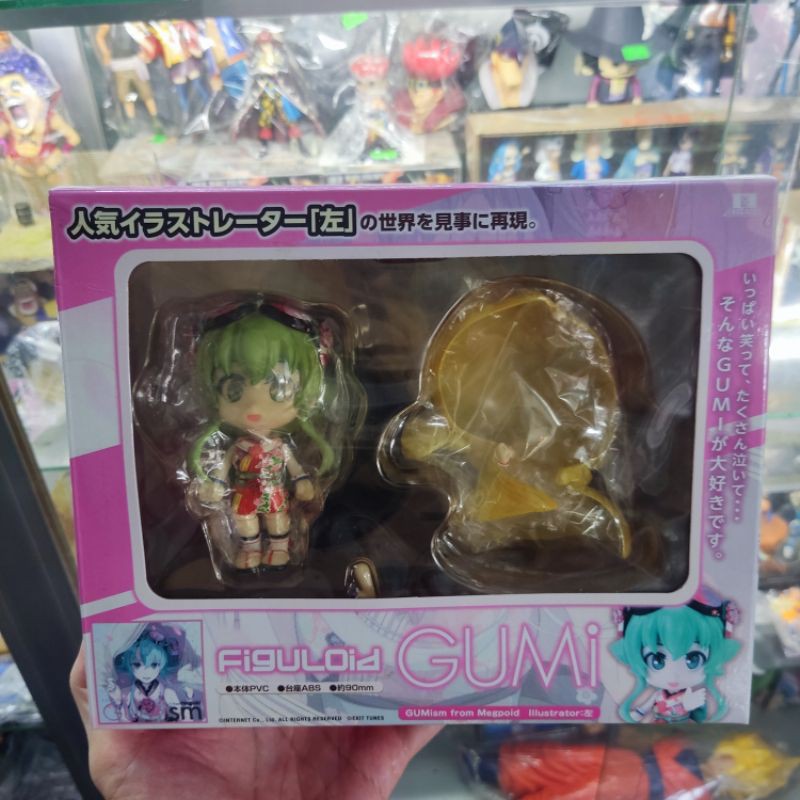 人気イラストレーター「左」の世界を見事に再現。
いっぱい笑って、たくさん泣いて･･･
そんなGUMIが大好きです。
FIGULOID GUMi
●本体PVC ●台座ABS ●約90mm
sm
GUMism from Megpoid Illustrator:左
©INTERNET Co., Ltd. ALL RIGHTS RESERVED ©EXIT TUNES